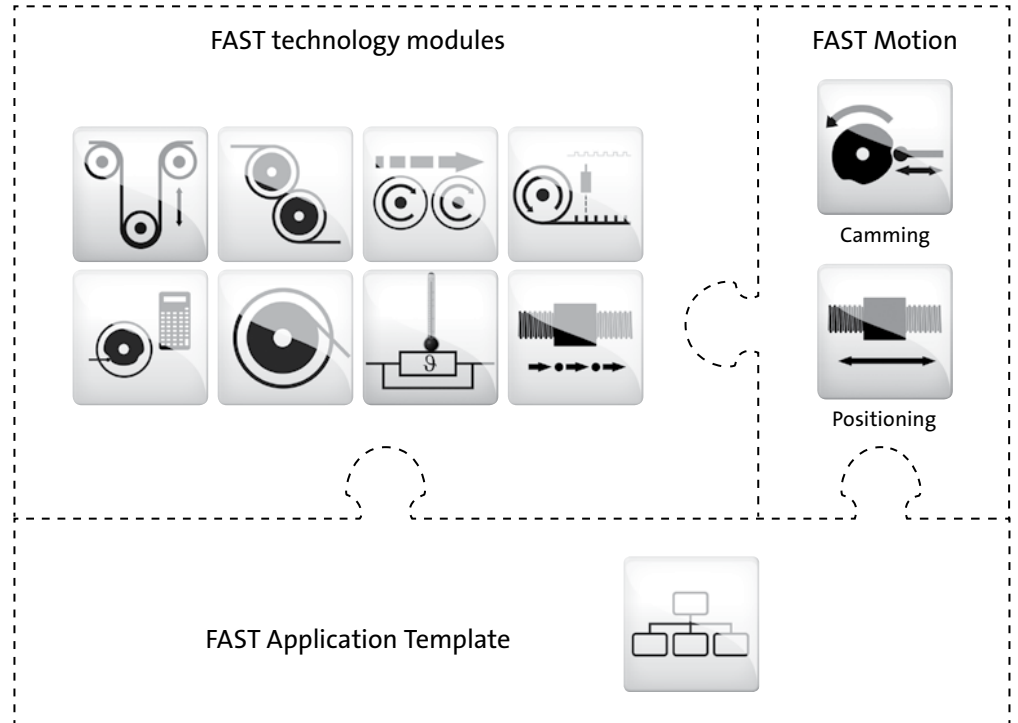 FAST technology modules
FAST Motion
Camming
ϑ
Positioning
FAST Application Template